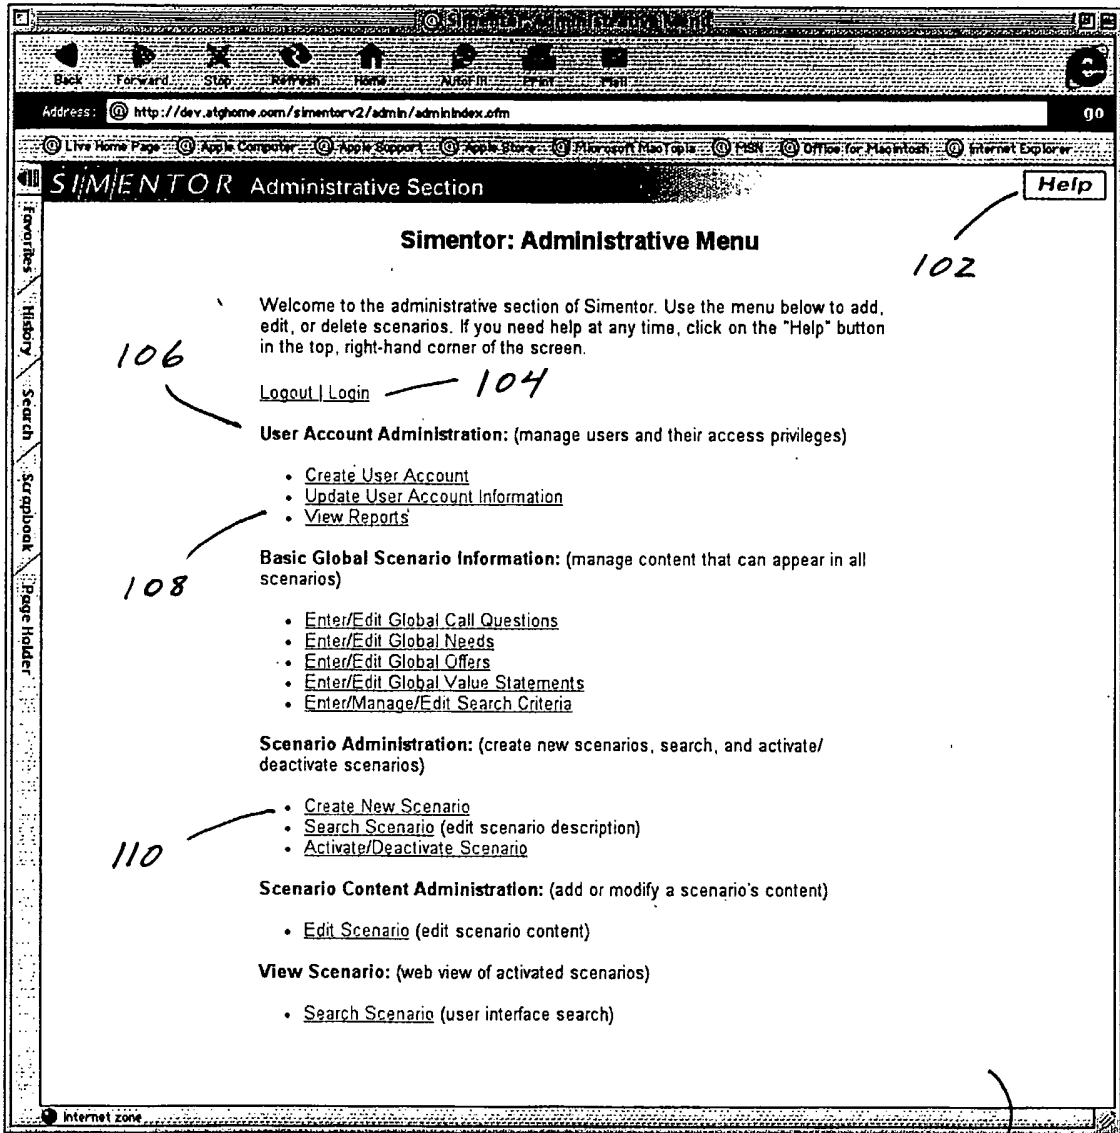 @ Simentor: Administrative Menu
Back Forward Stop Refresh Home AutoFill Print Mail
Address: @ http://dev.atghome.com/simentorv2/admin/adminindex.cfm go
@ Live Home Page @ Apple Computer @ Apple Support @ Apple Store @ Microsoft MacTopia @ MSN @ Office for Macintosh @ Internet Explorer
SIMENTOR Administrative Section Help
Favorites
History
Search
Scrapbook
Page Holder
Simentor: Administrative Menu
102
Welcome to the administrative section of Simentor. Use the menu below to add,
edit, or delete scenarios. If you need help at any time, click on the "Help" button
in the top, right-hand corner of the screen.
106
Logout | Login 104
User Account Administration: (manage users and their access privileges)
• Create User Account
• Update User Account Information
• View Reports
108
Basic Global Scenario Information: (manage content that can appear in all
scenarios)
• Enter/Edit Global Call Questions
• Enter/Edit Global Needs
• Enter/Edit Global Offers
• Enter/Edit Global Value Statements
• Enter/Manage/Edit Search Criteria
Scenario Administration: (create new scenarios, search, and activate/
deactivate scenarios)
• Create New Scenario
• Search Scenario (edit scenario description)
• Activate/Deactivate Scenario
110
Scenario Content Administration: (add or modify a scenario's content)
• Edit Scenario (edit scenario content)
View Scenario: (web view of activated scenarios)
• Search Scenario (user interface search)
Internet zone